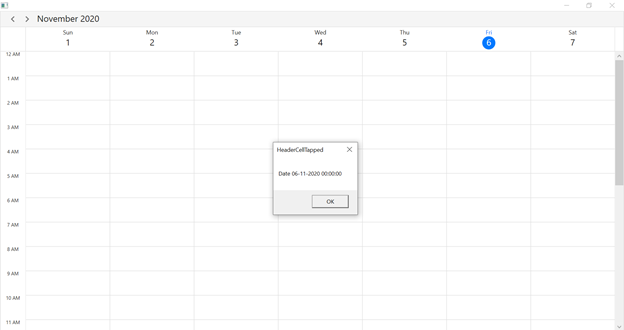 November 2020
Sun Mon Tue Wed Thu Fri Sat
1 2 3 4 5 6 7
12 AM
1 AM
2 AM
3 AM
4 AM
5 AM
6 AM
7 AM
8 AM
9 AM
10 AM
11 AM
HeaderCellTapped
Date 06-11-2020 00:00:00
OK